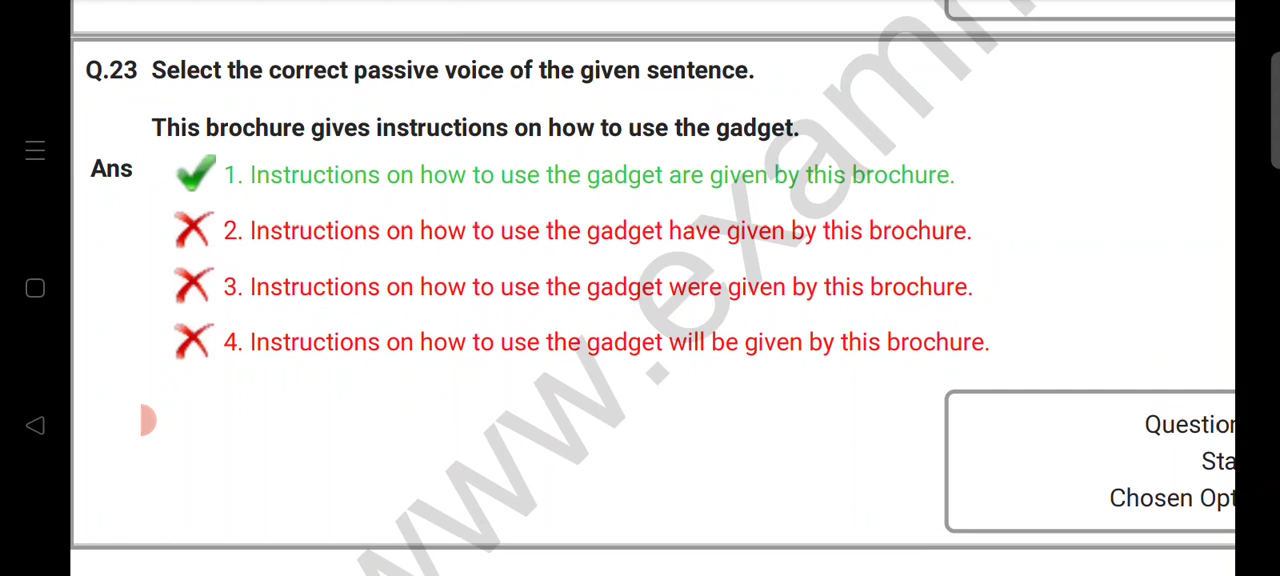 Q.23 Select the correct passive voice of the given sentence.
This brochure gives instructions on how to use the gadget.
Ans
1. Instructions on how to use the gadget are given by this brochure.
2. Instructions on how to use the gadget have given by this brochure.
3. Instructions on how to use the gadget were given by this brochure.
4. Instructions on how to use the gadget will be given by this brochure.
www.exam
Question
Sta
Chosen Opt